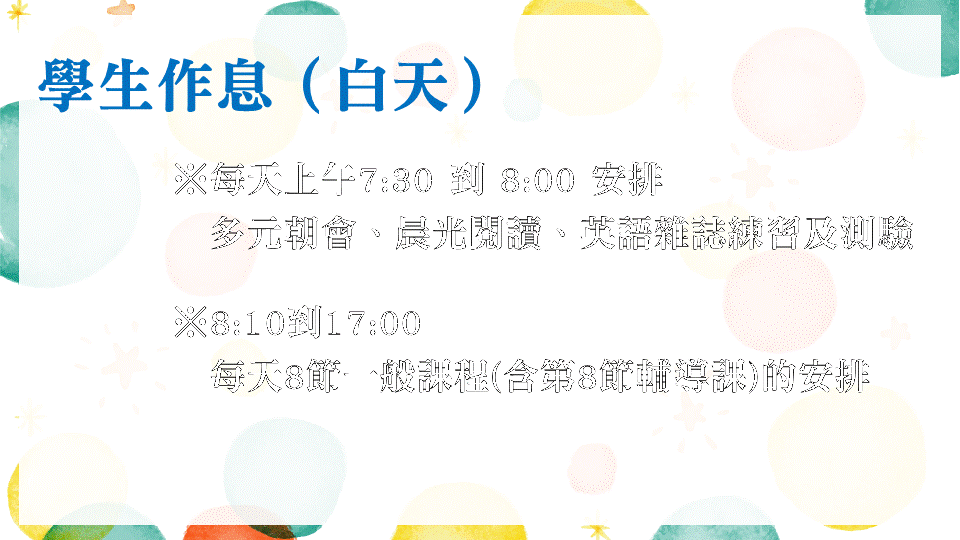 學生作息（白天）
※每天上午7:30 到 8:00 安排
多元朝會、晨光閱讀、英語雜誌練習及測驗
※8:10到17:00
每天8節一般課程(含第8節輔導課)的安排